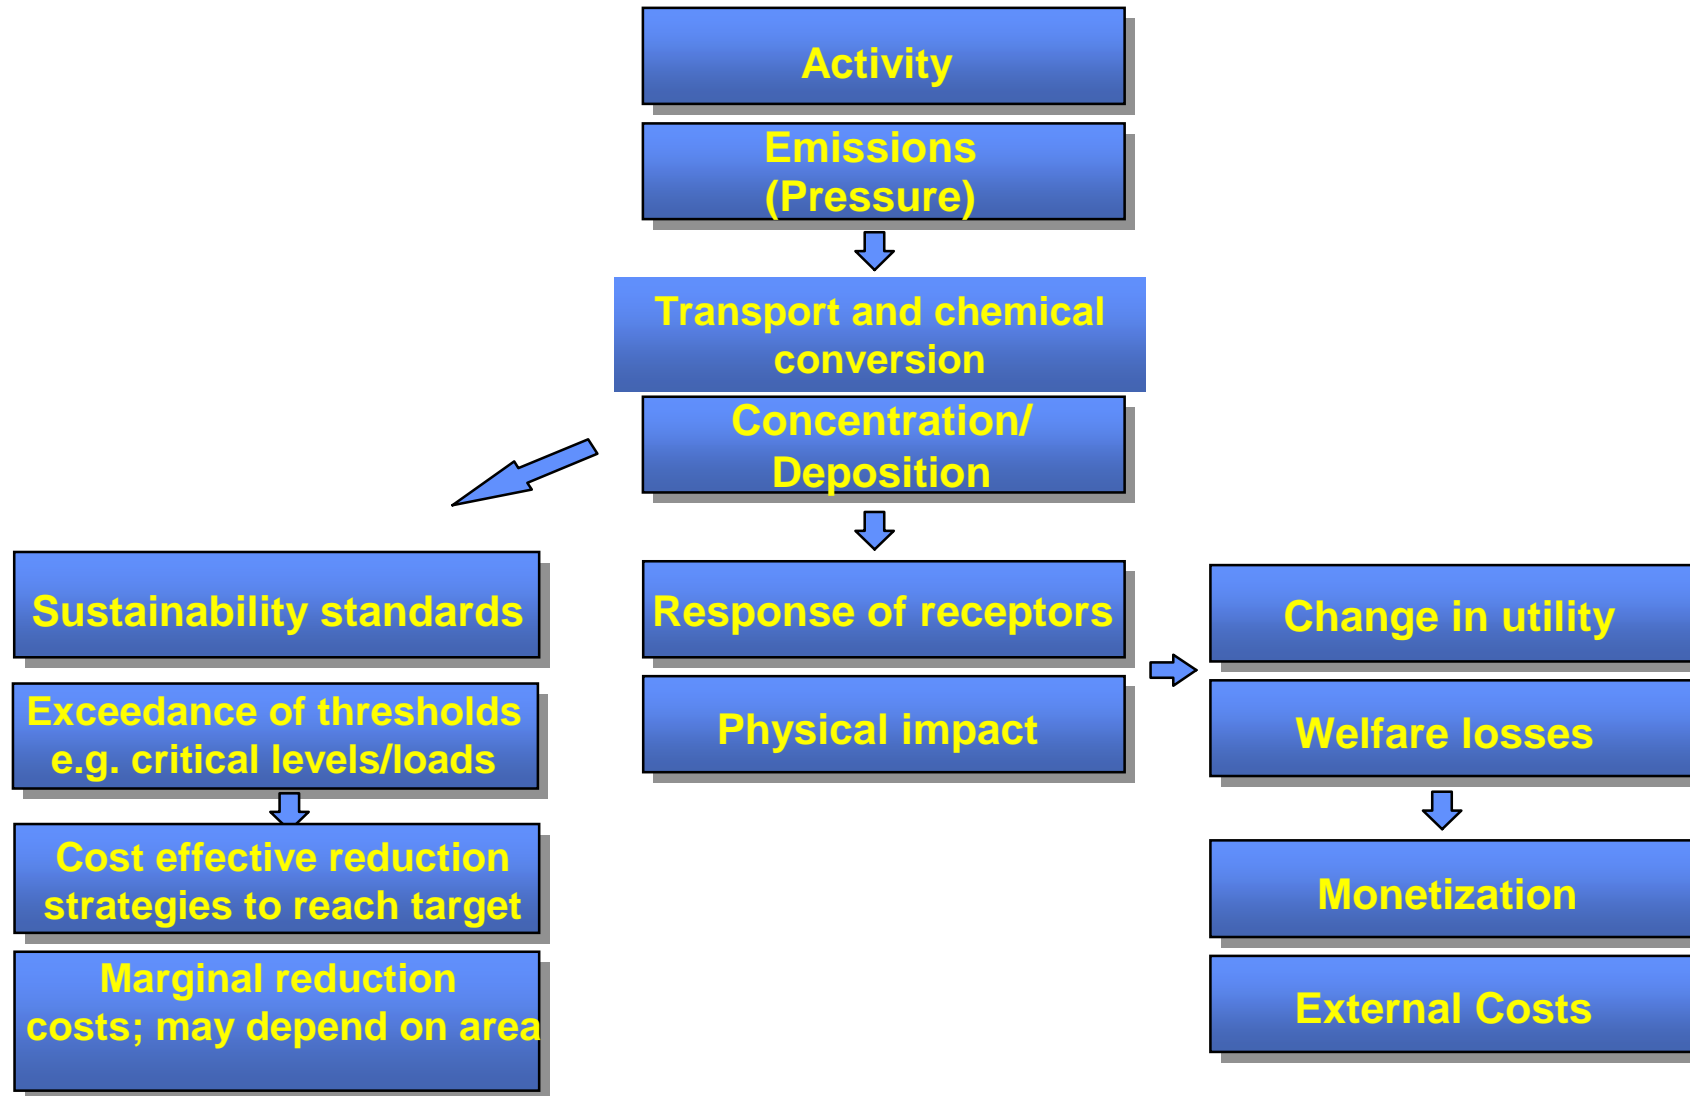 Activity
Emissions
(Pressure)
Transport and chemical
conversion
Concentration/
Deposition
Sustainability standards
Exceedance of thresholds
e.g. critical levels/loads
Cost effective reduction
strategies to reach target
Marginal reduction
costs; may depend on area
Response of receptors
Physical impact
Change in utility
Welfare losses
Monetization
External Costs